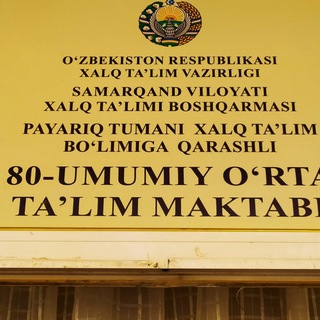 O‘ZBEKISTON RESPUBLIKASI
XALQ TA’LIM VAZIRLIGI
SAMARQAND VILOYATI
XALQ TA’LIMI BOSHQARMASI
PAYARIQ TUMANI XALQ TA’LIM
BO‘LIMIGA QARASHLI
80-UMUMIY O‘RTA
TA’LIM MAKTABI